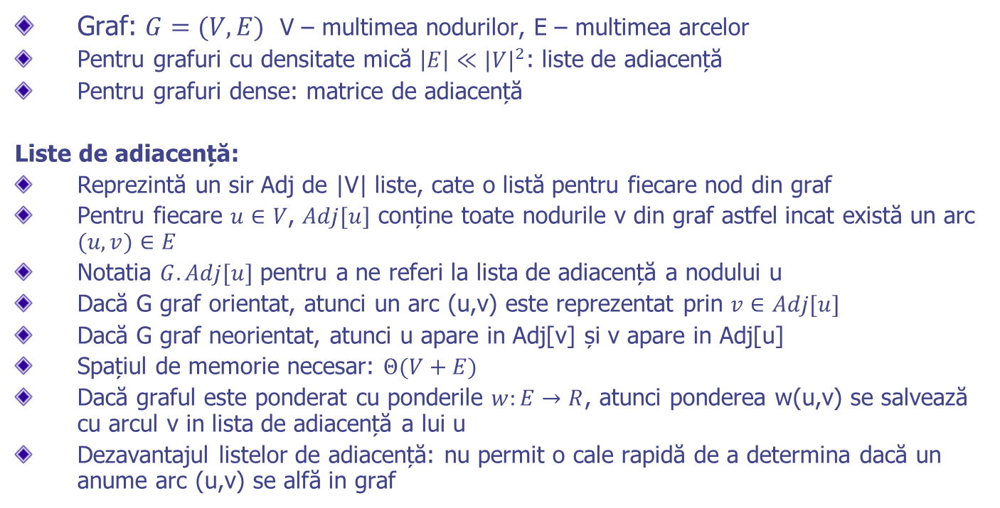 Graf: 𝐺 = (𝑉, 𝐸) V – multimea nodurilor, E – multimea arcelor
Pentru grafuri cu densitate mică |𝐸| ≪ |𝑉|²: liste de adiacență
Pentru grafuri dense: matrice de adiacență
Liste de adiacență:
Reprezintă un sir Adj de |V| liste, cate o listă pentru fiecare nod din graf
Pentru fiecare 𝑢 ∈ 𝑉, 𝐴𝑑𝑗[𝑢] conține toate nodurile v din graf astfel incat există un arc
(𝑢, 𝑣) ∈ 𝐸
Notatia 𝐺. 𝐴𝑑𝑗[𝑢] pentru a ne referi la lista de adiacență a nodului u
Dacă G graf orientat, atunci un arc (u,v) este reprezentat prin 𝑣 ∈ 𝐴𝑑𝑗[𝑢]
Dacă G graf neorientat, atunci u apare in Adj[v] și v apare in Adj[u]
Spațiul de memorie necesar: Θ(𝑉 + 𝐸)
Dacă graful este ponderat cu ponderile 𝑤: 𝐸 → 𝑅, atunci ponderea w(u,v) se salvează
cu arcul v in lista de adiacență a lui u
Dezavantajul listelor de adiacență: nu permit o cale rapidă de a determina dacă un
anume arc (u,v) se alfă in graf